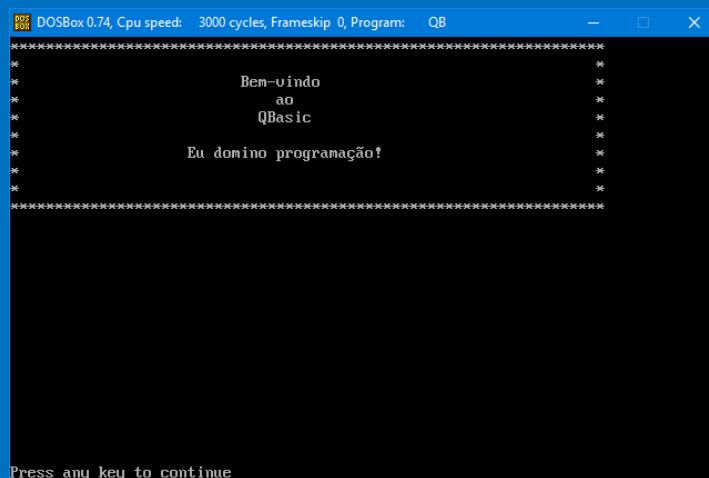 DOSBox 0.74, Cpu speed: 3000 cycles, Frameskip 0, Program: QB
*******************************************************************
* *
* Bem-vindo *
* ao *
* QBasic *
* *
* Eu domino programação! *
* *
* *
*******************************************************************
Press any key to continue